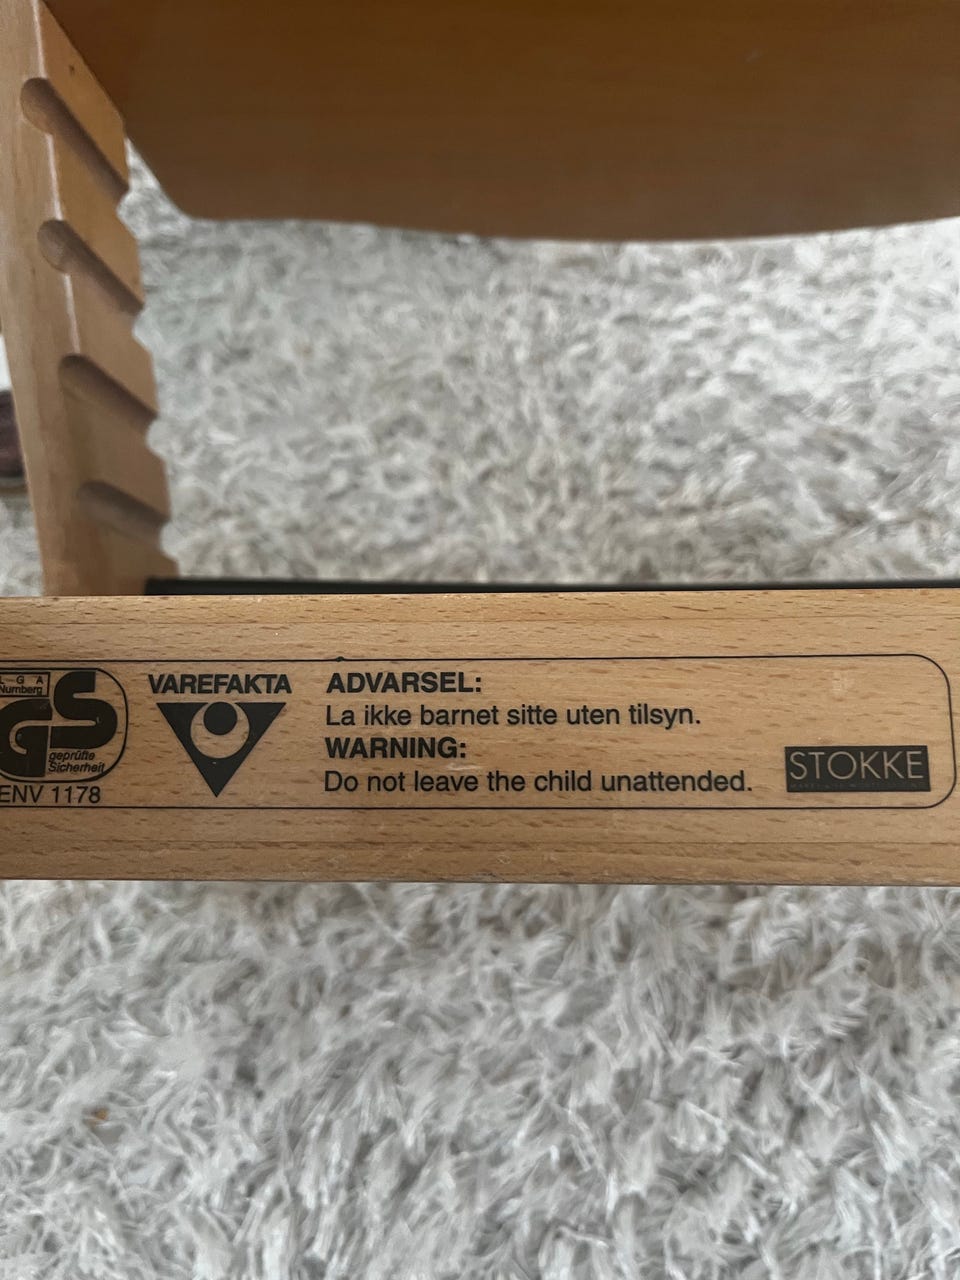 L G A
Nürnberg
GS
geprüfte
Sicherheit
ENV 1178
VAREFAKTA
ADVARSEL:
La ikke barnet sitte uten tilsyn.
WARNING:
Do not leave the child unattended.
STOKKE